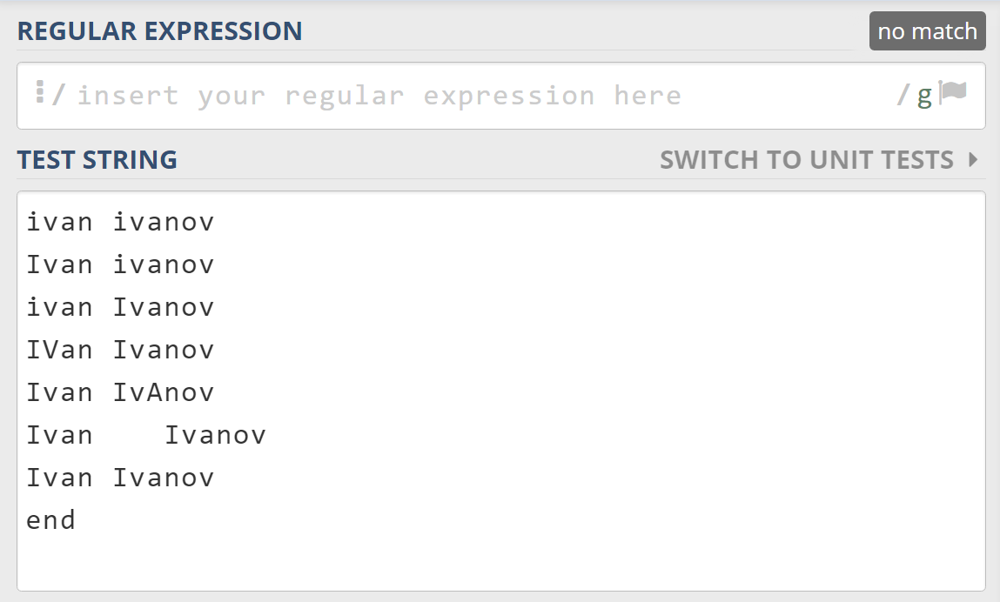 REGULAR EXPRESSION no match
/ insert your regular expression here / g
TEST STRING SWITCH TO UNIT TESTS
ivan ivanov
Ivan ivanov
ivan Ivanov
IVan Ivanov
Ivan IvAnov
Ivan    Ivanov
Ivan Ivanov
end